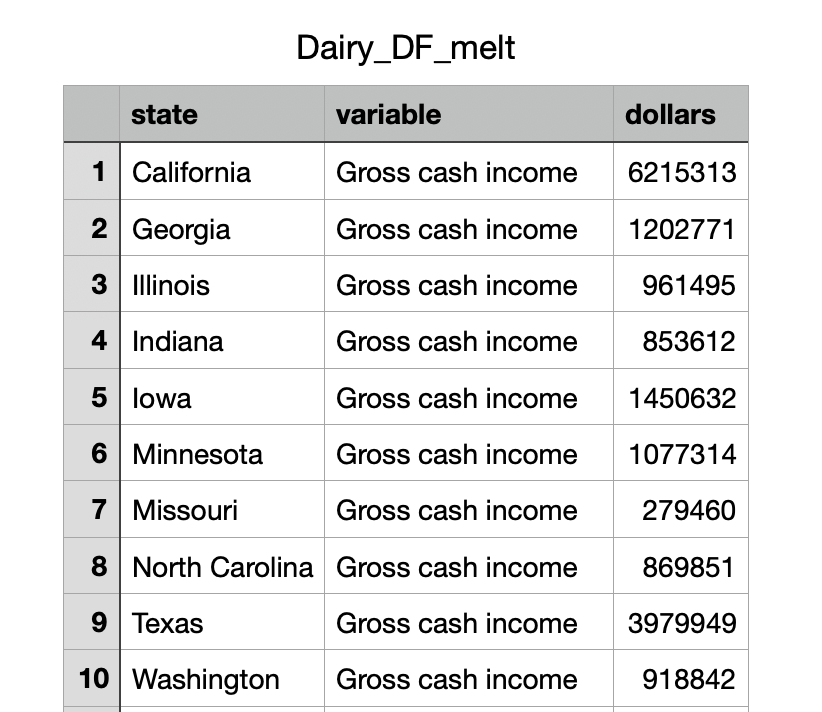 Dairy_DF_melt
state variable dollars
1 California Gross cash income 6215313
2 Georgia Gross cash income 1202771
3 Illinois Gross cash income 961495
4 Indiana Gross cash income 853612
5 Iowa Gross cash income 1450632
6 Minnesota Gross cash income 1077314
7 Missouri Gross cash income 279460
8 North Carolina Gross cash income 869851
9 Texas Gross cash income 3979949
10 Washington Gross cash income 918842